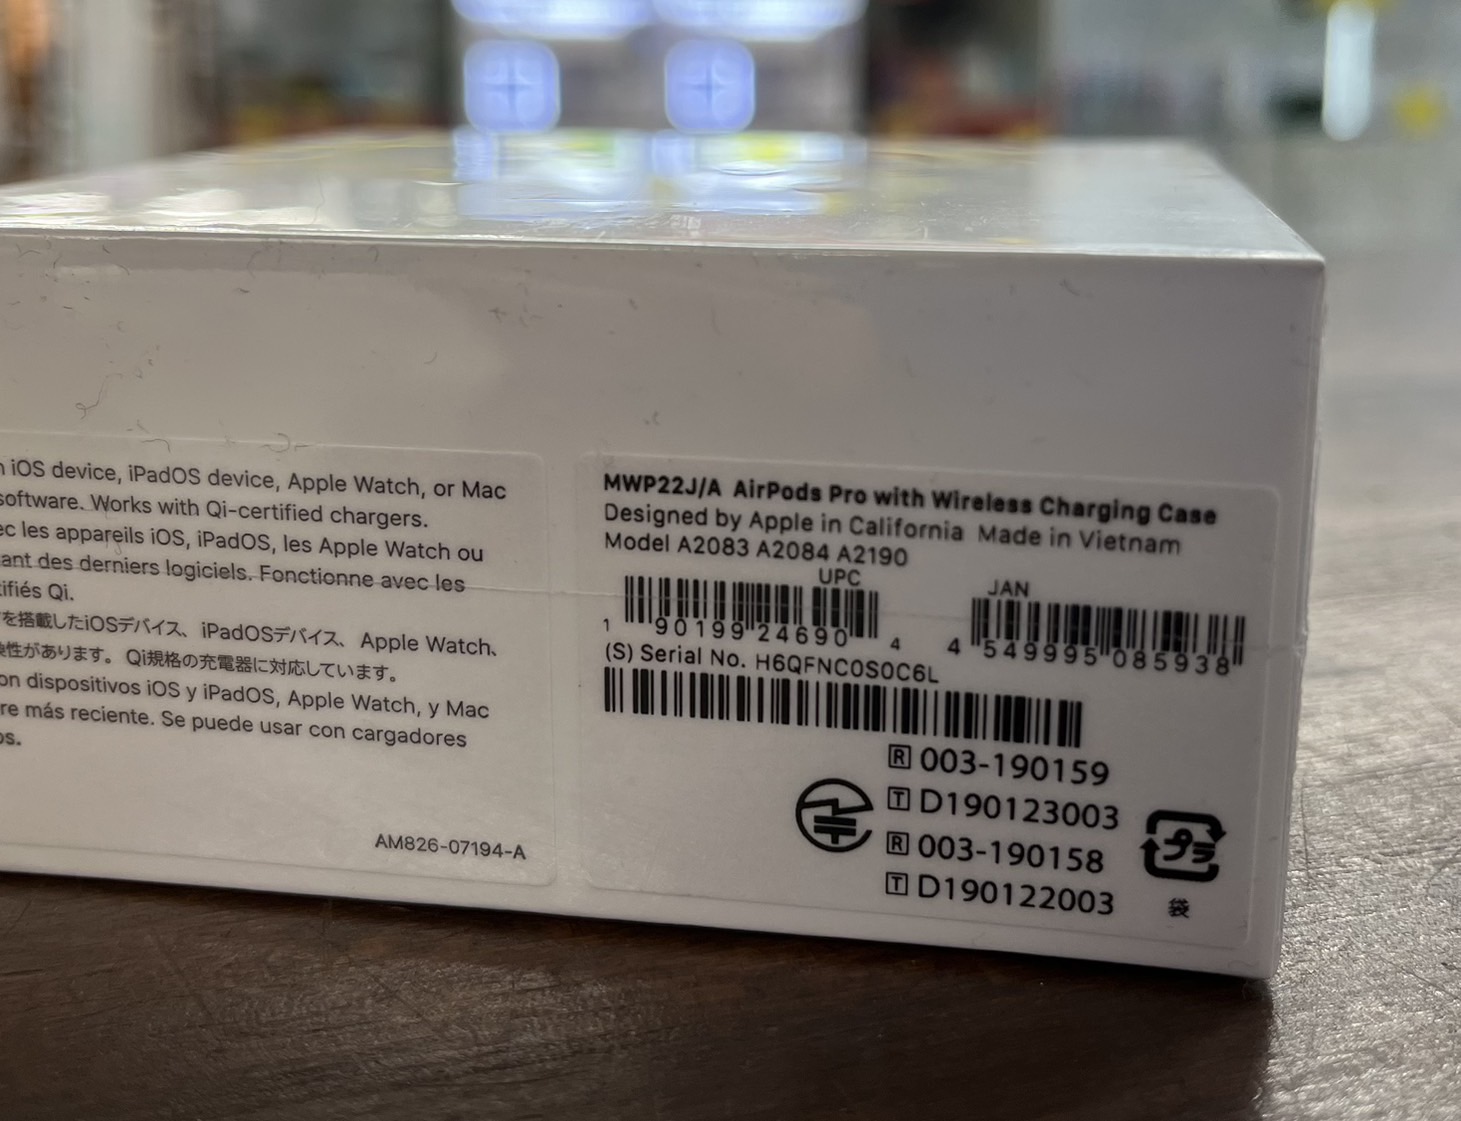 n iOS device, iPadOS device, Apple Watch, or Mac
software. Works with Qi-certified chargers.
ec les appareils iOS, iPadOS, les Apple Watch ou
ant des derniers logiciels. Fonctionne avec les
tifiés Qi.
を搭載したiOSデバイス、iPadOSデバイス、Apple Watch、
換性があります。Qi規格の充電器に対応しています。
on dispositivos iOS y iPadOS, Apple Watch, y Mac
re más reciente. Se puede usar con cargadores
os.
AM826-07194-A
MWP22J/A AirPods Pro with Wireless Charging Case
Designed by Apple in California Made in Vietnam
Model A2083 A2084 A2190
UPC
1 90199 24690 4
JAN
4 549995 085938
(S) Serial No. H6QFNC0S0C6L
R 003-190159
T D190123003
R 003-190158
T D190122003
プラ
袋